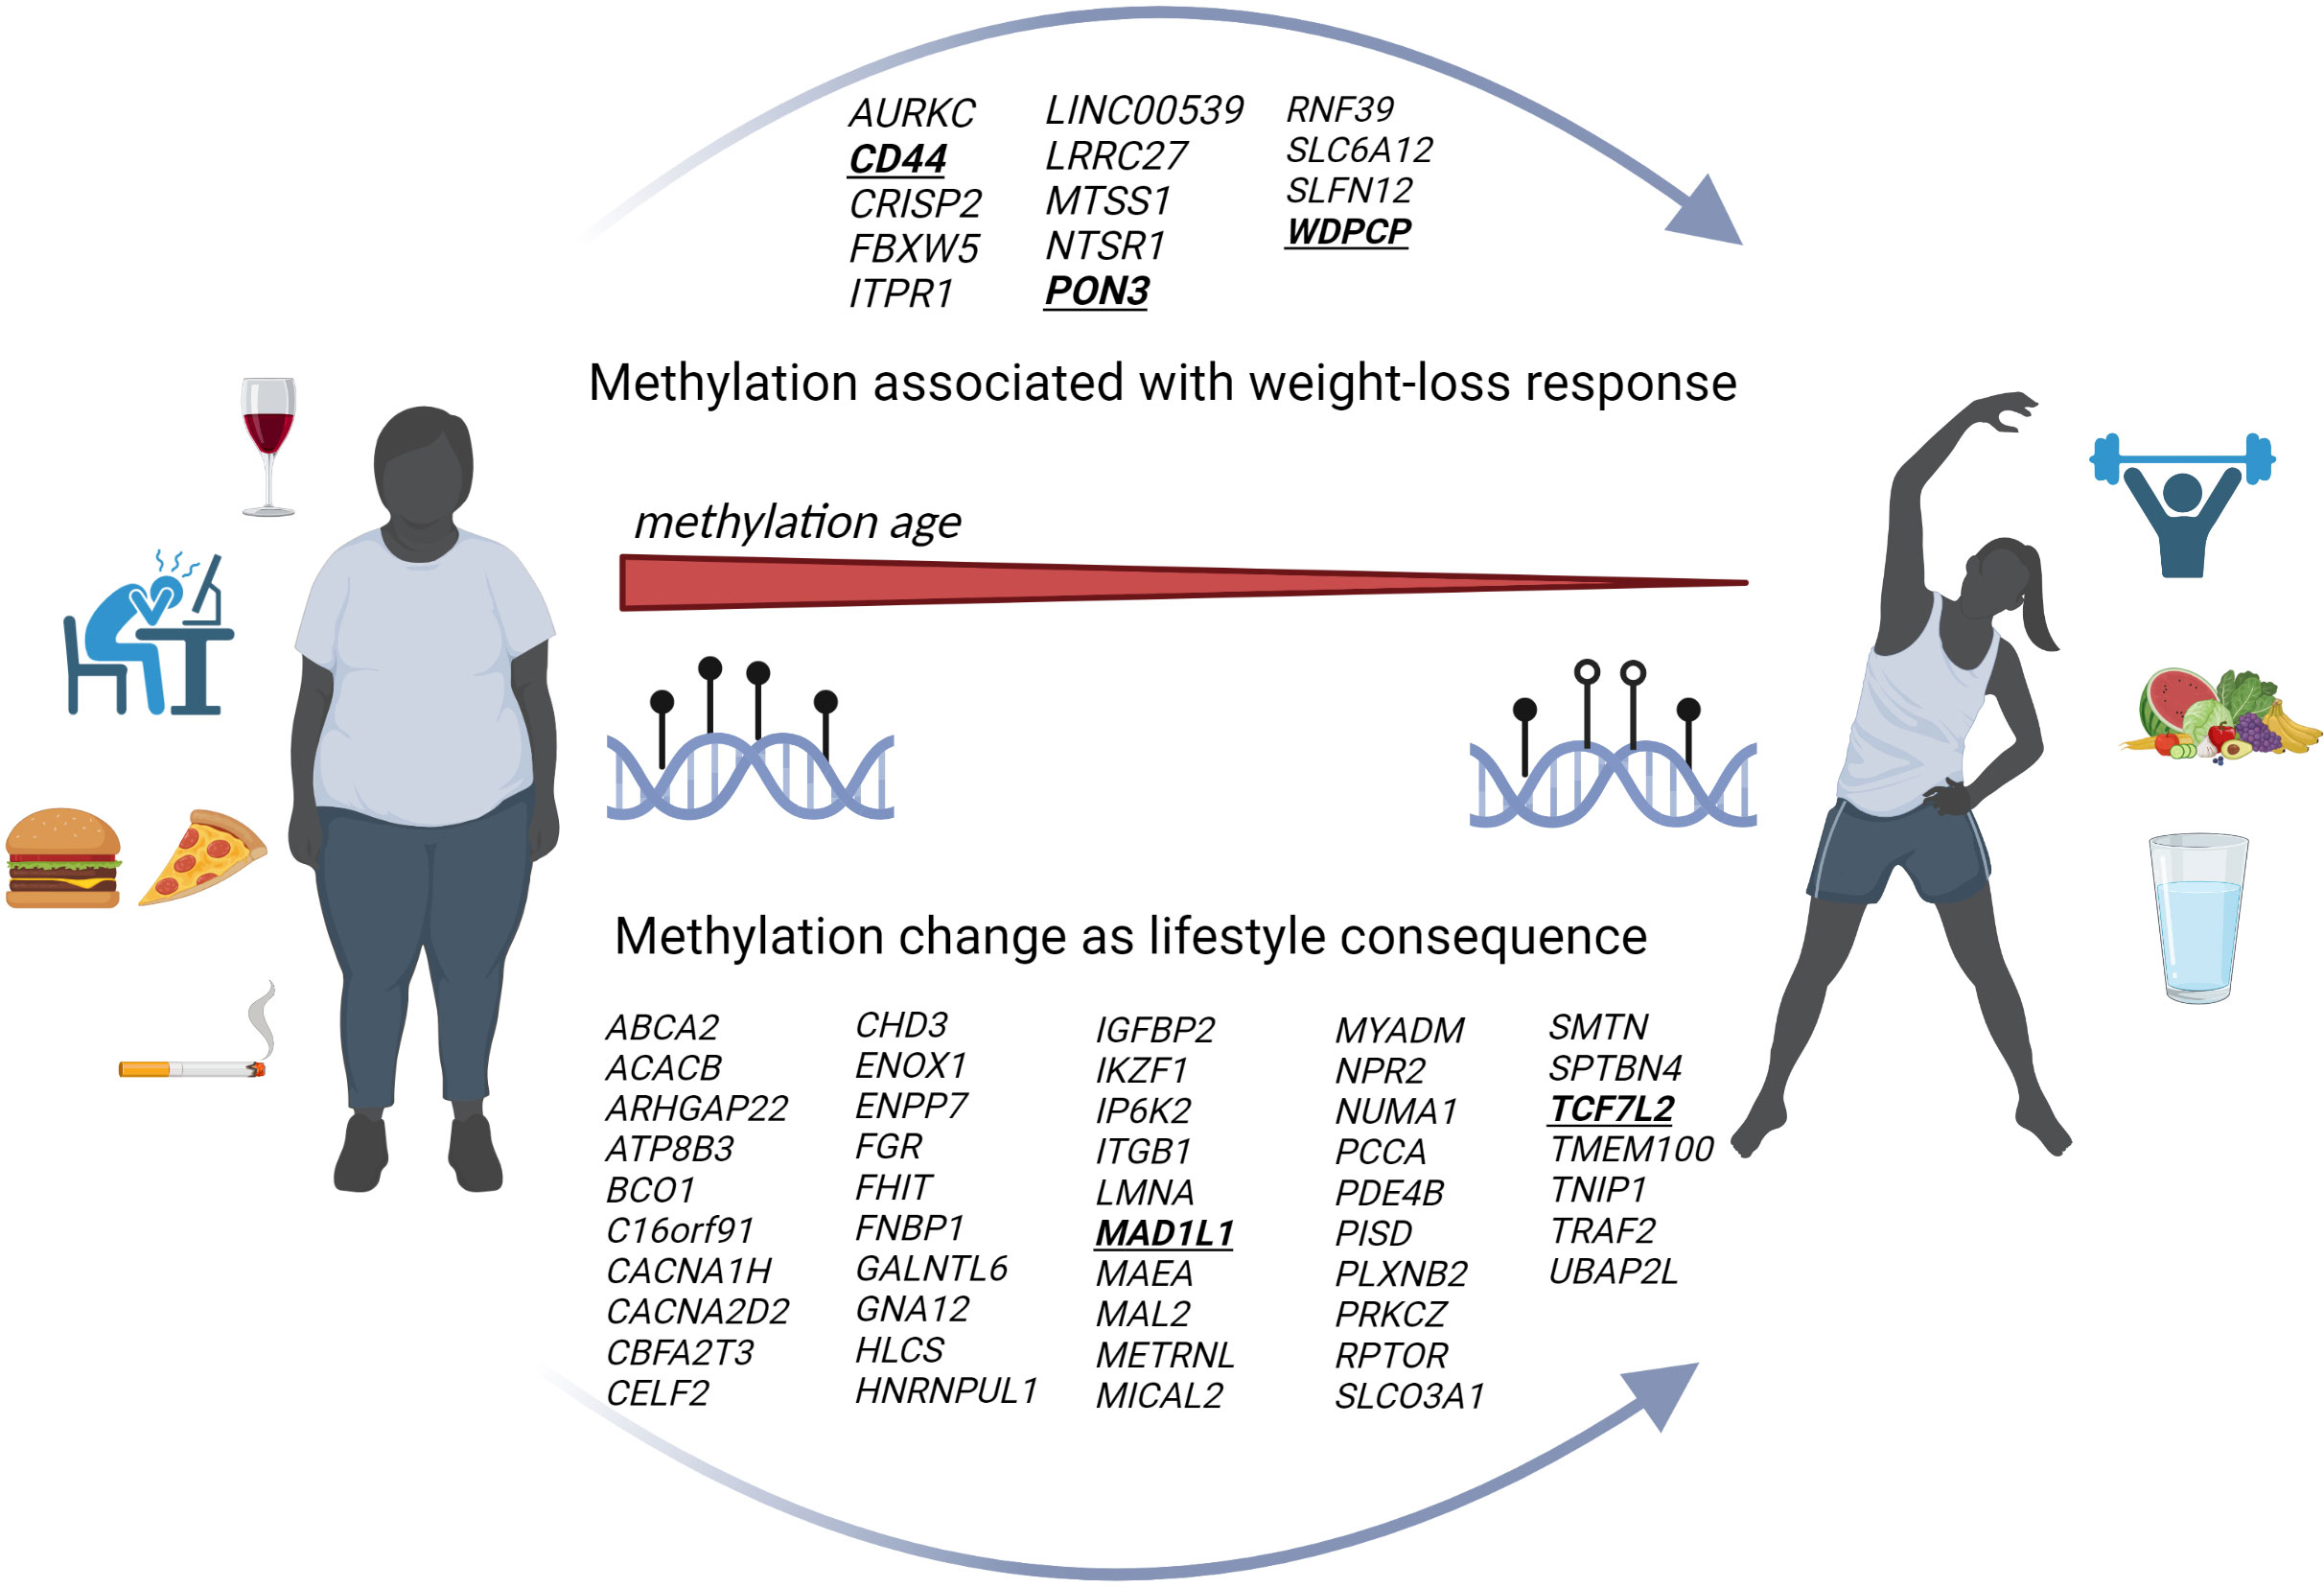 AURKC
CD44
CRISP2
FBXW5
ITPR1
LINC00539
LRRC27
MTSS1
NTSR1
PON3
RNF39
SLC6A12
SLFN12
WDPCP
Methylation associated with weight-loss response
methylation age
Methylation change as lifestyle consequence
ABCA2
ACACB
ARHGAP22
ATP8B3
BCO1
C16orf91
CACNA1H
CACNA2D2
CBFA2T3
CELF2
CHD3
ENOX1
ENPP7
FGR
FHIT
FNBP1
GALNTL6
GNA12
HLCS
HNRNPUL1
IGFBP2
IKZF1
IP6K2
ITGB1
LMNA
MAD1L1
MAEA
MAL2
METRNL
MICAL2
MYADM
NPR2
NUMA1
PCCA
PDE4B
PISD
PLXNB2
PRKCZ
RPTOR
SLCO3A1
SMTN
SPTBN4
TCF7L2
TMEM100
TNIP1
TRAF2
UBAP2L